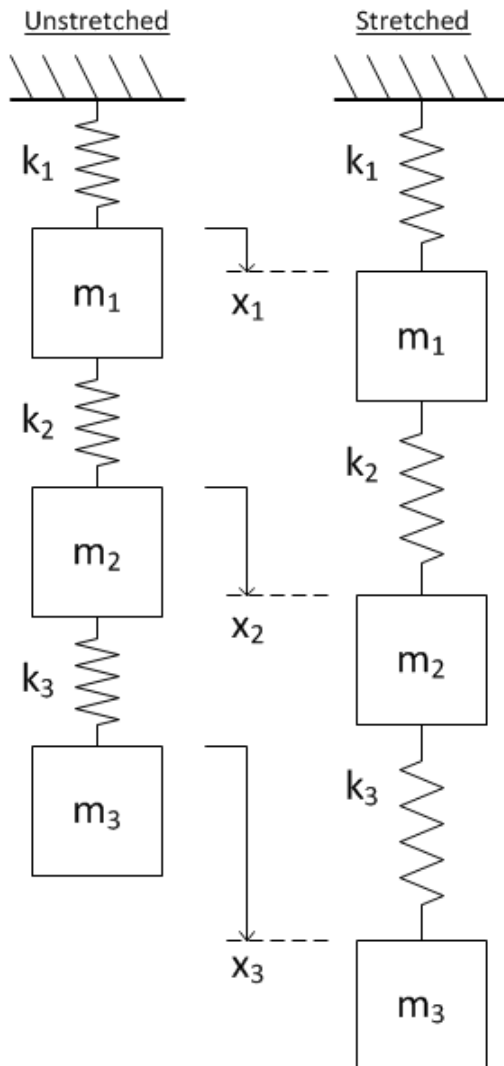 Unstretched
Stretched
k₁
k₁
m₁
x₁
m₁
k₂
k₂
m₂
x₂
m₂
k₃
k₃
m₃
x₃
m₃